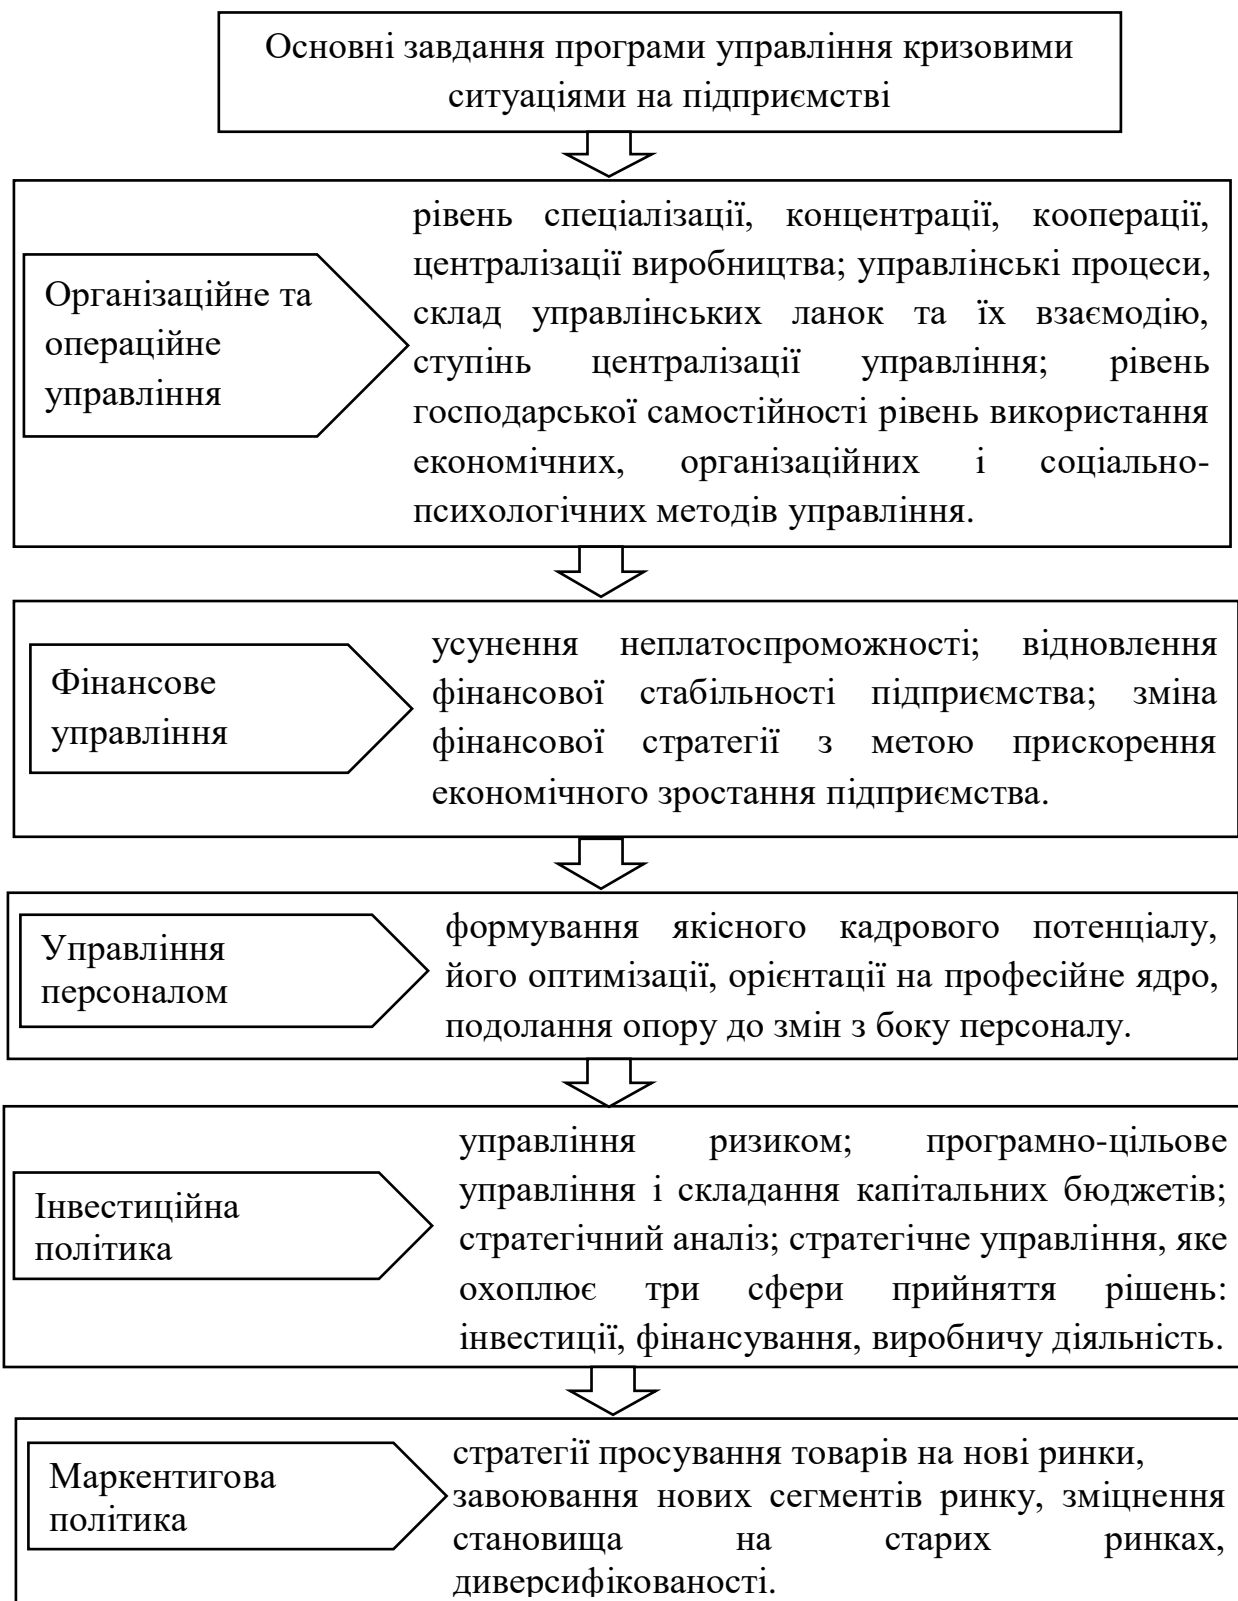 Основні завдання програми управління кризовими
ситуаціями на підприємстві
Організаційне та
операційне
управління
рівень спеціалізації, концентрації, кооперації,
централізації виробництва; управлінські процеси,
склад управлінських ланок та їх взаємодію,
ступінь централізації управління; рівень
господарської самостійності рівень використання
економічних, організаційних і соціально-
психологічних методів управління.
Фінансове
управління
усунення неплатоспроможності; відновлення
фінансової стабільності підприємства; зміна
фінансової стратегії з метою прискорення
економічного зростання підприємства.
Управління
персоналом
формування якісного кадрового потенціалу,
його оптимізації, орієнтації на професійне ядро,
подолання опору до змін з боку персоналу.
Інвестиційна
політика
управління ризиком; програмно-цільове
управління і складання капітальних бюджетів;
стратегічний аналіз; стратегічне управління, яке
охоплює три сфери прийняття рішень:
інвестиції, фінансування, виробничу діяльність.
Маркентигова
політика
стратегії просування товарів на нові ринки,
завоювання нових сегментів ринку, зміцнення
становища на старих ринках,
диверсифікованості.